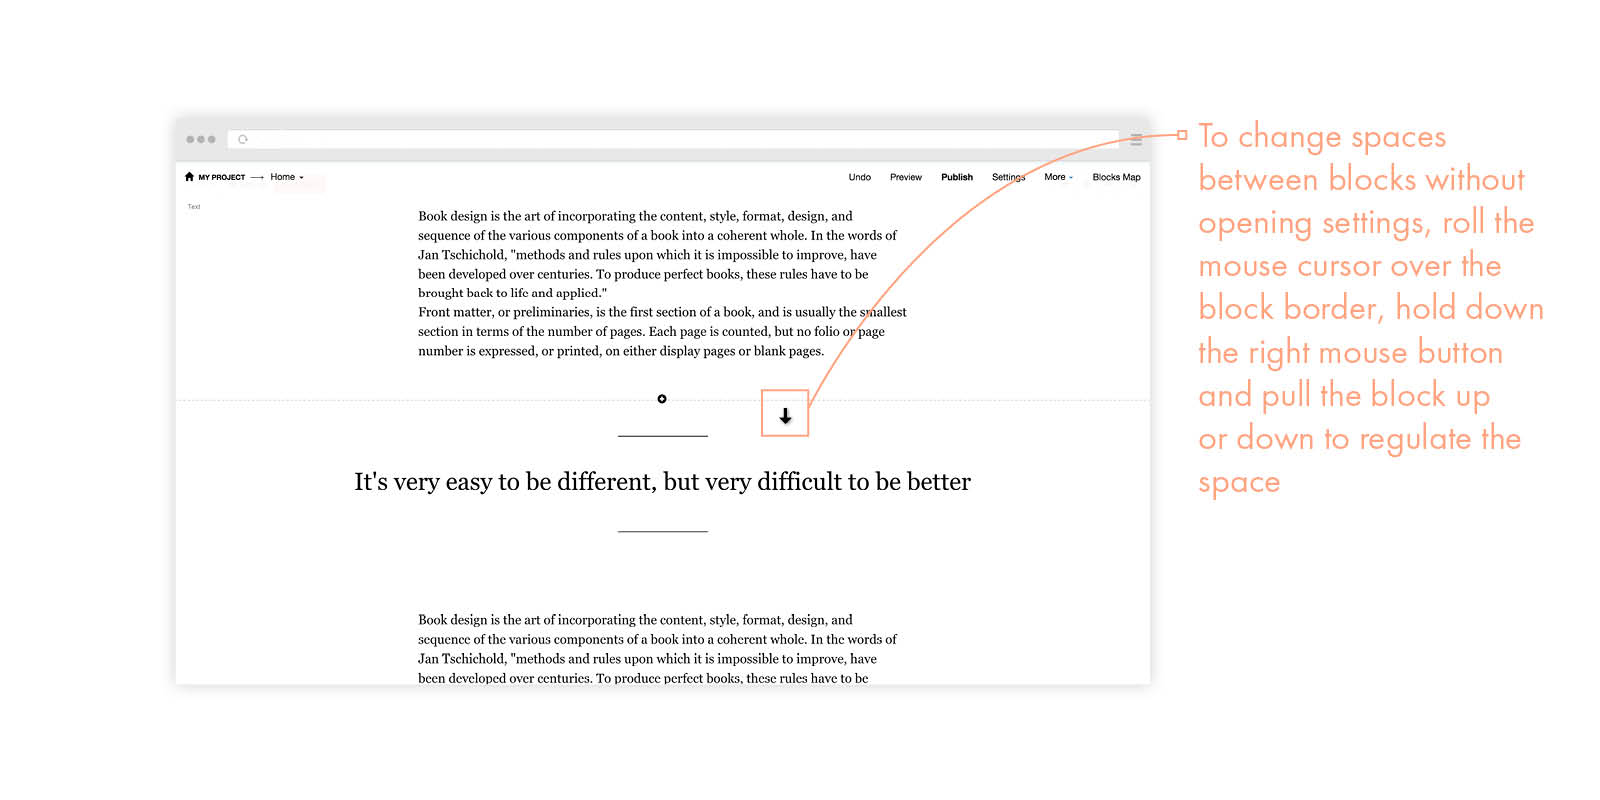 MY PROJECT → Home
Undo Preview Publish Settings More Blocks Map
Text
Book design is the art of incorporating the content, style, format, design, and
sequence of the various components of a book into a coherent whole. In the words of
Jan Tschichold, "methods and rules upon which it is impossible to improve, have
been developed over centuries. To produce perfect books, these rules have to be
brought back to life and applied."
Front matter, or preliminaries, is the first section of a book, and is usually the smallest
section in terms of the number of pages. Each page is counted, but no folio or page
number is expressed, or printed, on either display pages or blank pages.
It's very easy to be different, but very difficult to be better
Book design is the art of incorporating the content, style, format, design, and
sequence of the various components of a book into a coherent whole. In the words of
Jan Tschichold, "methods and rules upon which it is impossible to improve, have
been developed over centuries. To produce perfect books, these rules have to be
To change spaces
between blocks without
opening settings, roll the
mouse cursor over the
block border, hold down
the right mouse button
and pull the block up
or down to regulate the
space